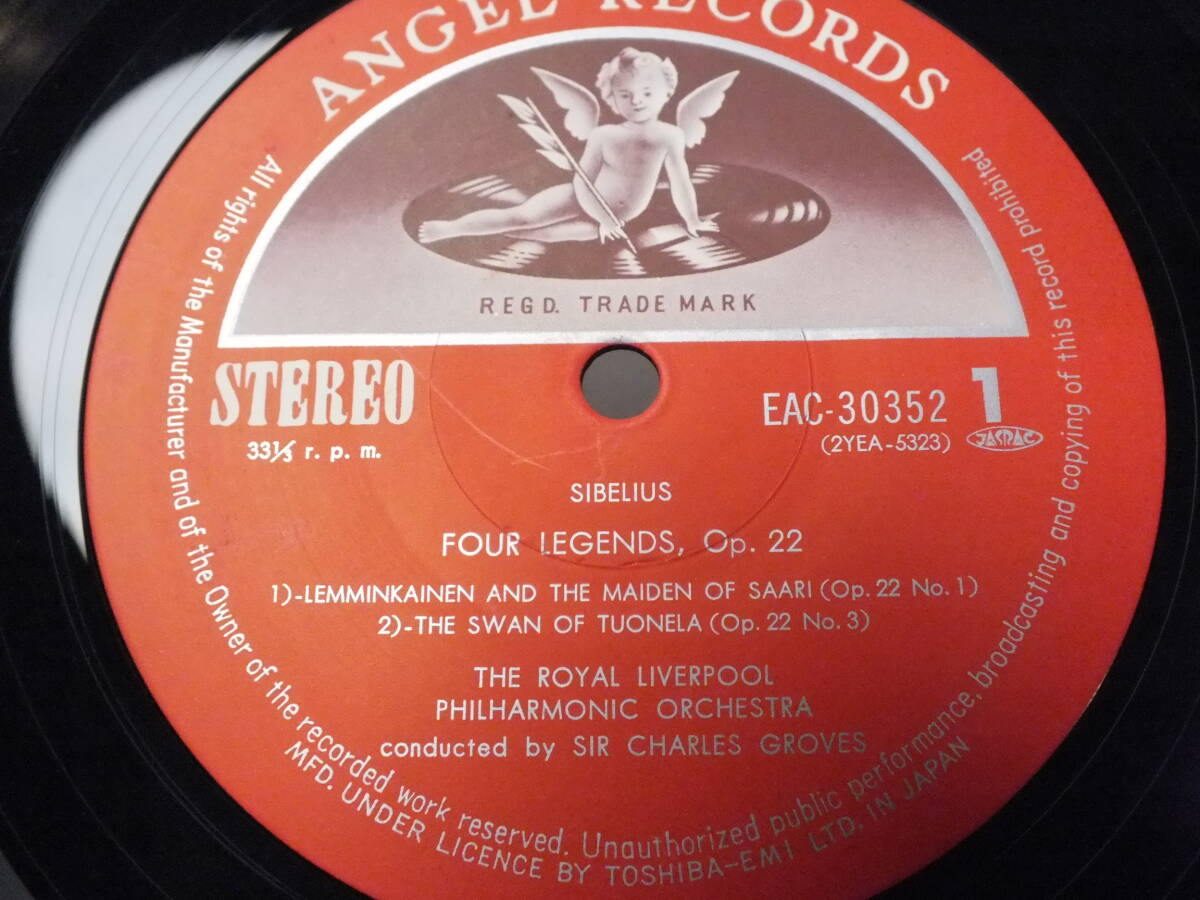 ANGEL RECORDS
REGD. TRADE MARK
STEREO
33⅓ r. p. m.
EAC-30352
1
(2YEA-5323)
JASRAC
SIBELIUS
FOUR LEGENDS, Op. 22
1)-LEMMINKAINEN AND THE MAIDEN OF SAARI (Op. 22 No. 1)
2)-THE SWAN OF TUONELA (Op. 22 No. 3)
THE ROYAL LIVERPOOL
PHILHARMONIC ORCHESTRA
conducted by SIR CHARLES GROVES
All rights of the Manufacturer and of the Owner of the recorded work reserved. Unauthorized public performance, broadcasting and copying of this record prohibited
MFD. UNDER LICENCE BY TOSHIBA-EMI LTD. IN JAPAN